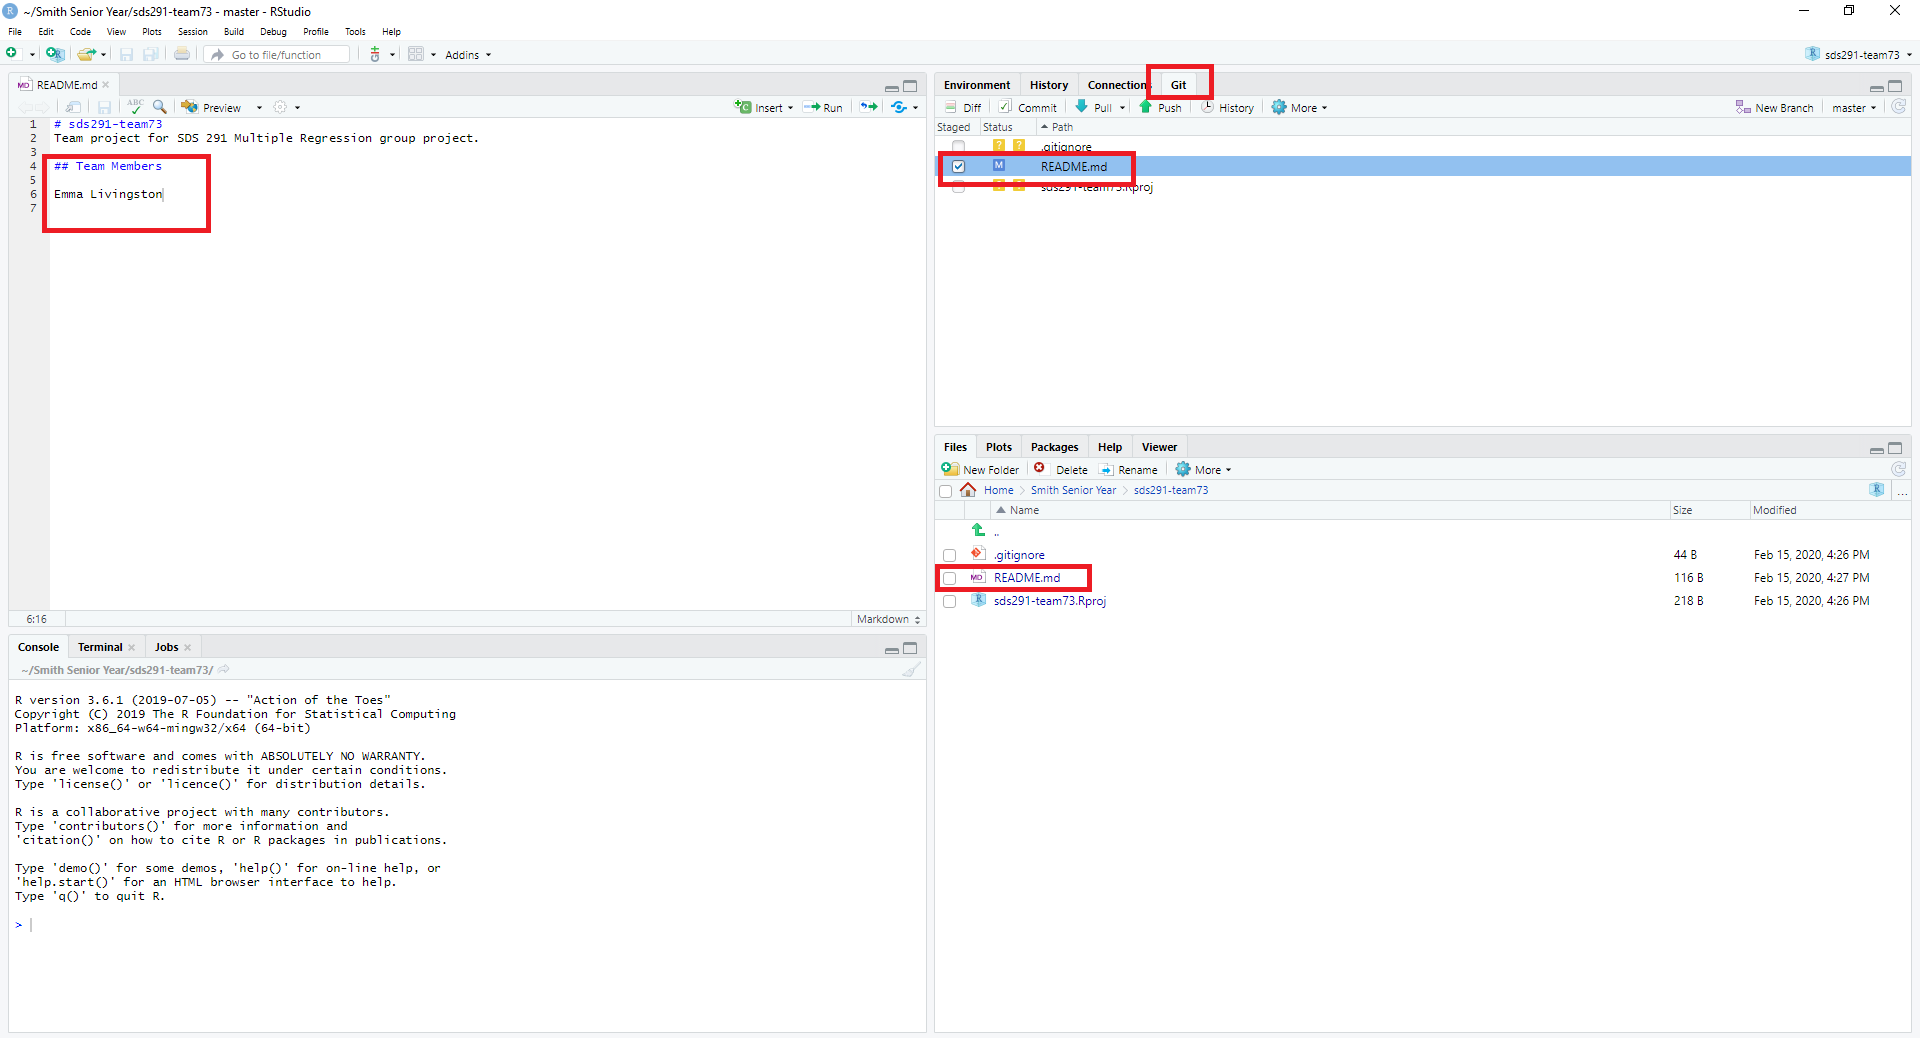 ~/Smith Senior Year/sds291-team73 - master - RStudio
File Edit Code View Plots Session Build Debug Profile Tools Help
Go to file/function Addins sds291-team73
README.md
Preview Insert Run
1 # sds291-team73
2 Team project for SDS 291 Multiple Regression group project.
3
4 ## Team Members
5
6 Emma Livingston
7
6:16 Markdown
Console Terminal Jobs
~/Smith Senior Year/sds291-team73/
R version 3.6.1 (2019-07-05) -- "Action of the Toes"
Copyright (C) 2019 The R Foundation for Statistical Computing
Platform: x86_64-w64-mingw32/x64 (64-bit)
R is free software and comes with ABSOLUTELY NO WARRANTY.
You are welcome to redistribute it under certain conditions.
Type 'license()' or 'licence()' for distribution details.
R is a collaborative project with many contributors.
Type 'contributors()' for more information and
'citation()' on how to cite R or R packages in publications.
Type 'demo()' for some demos, 'help()' for on-line help, or
'help.start()' for an HTML browser interface to help.
Type 'q()' to quit R.
>
Environment History Connections Git
Diff Commit Pull Push History More New Branch master
Staged Status Path
? ? .gitignore
M README.md
? ? sds291-team73.Rproj
Files Plots Packages Help Viewer
New Folder Delete Rename More
Home Smith Senior Year sds291-team73 ...
Name Size Modified
..
.gitignore 44 B Feb 15, 2020, 4:26 PM
README.md 116 B Feb 15, 2020, 4:27 PM
sds291-team73.Rproj 218 B Feb 15, 2020, 4:26 PM